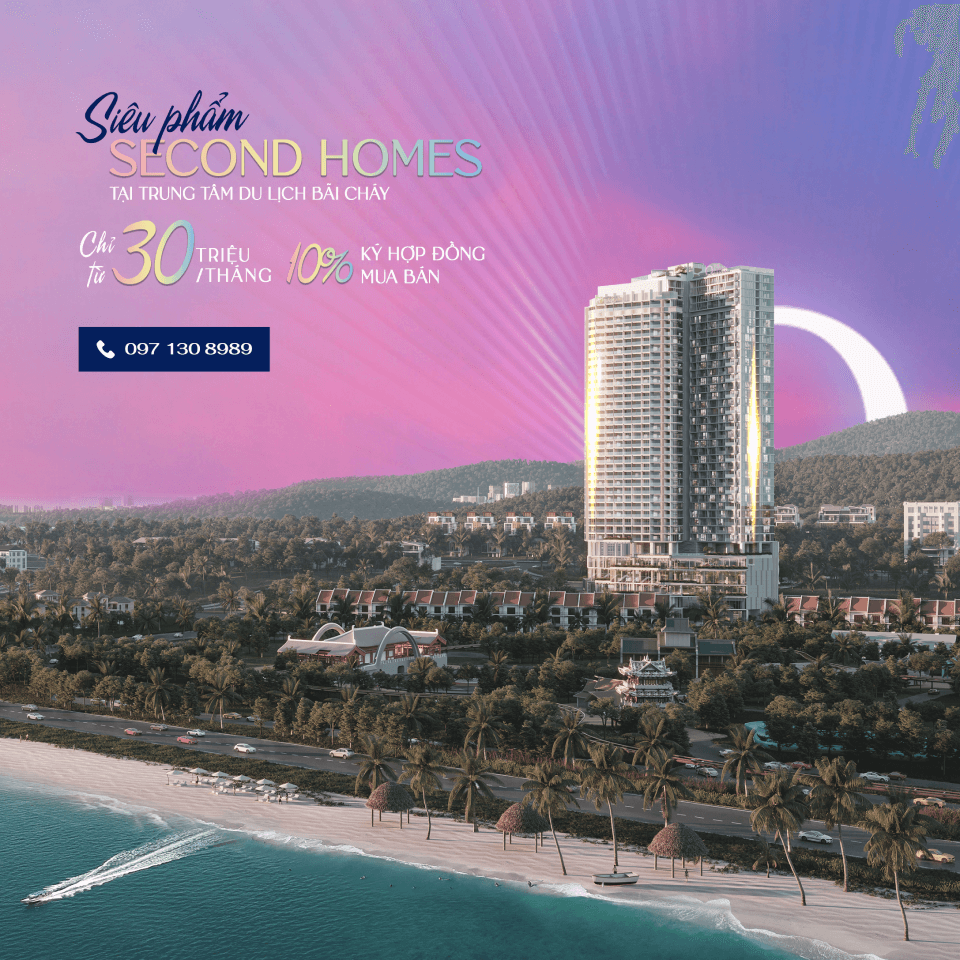 Siêu phẩm
SECOND HOMES
TẠI TRUNG TÂM DU LỊCH BÃI CHÁY
Chỉ từ 30 TRIỆU /THÁNG
10% KÝ HỢP ĐỒNG MUA BÁN
097 130 8989